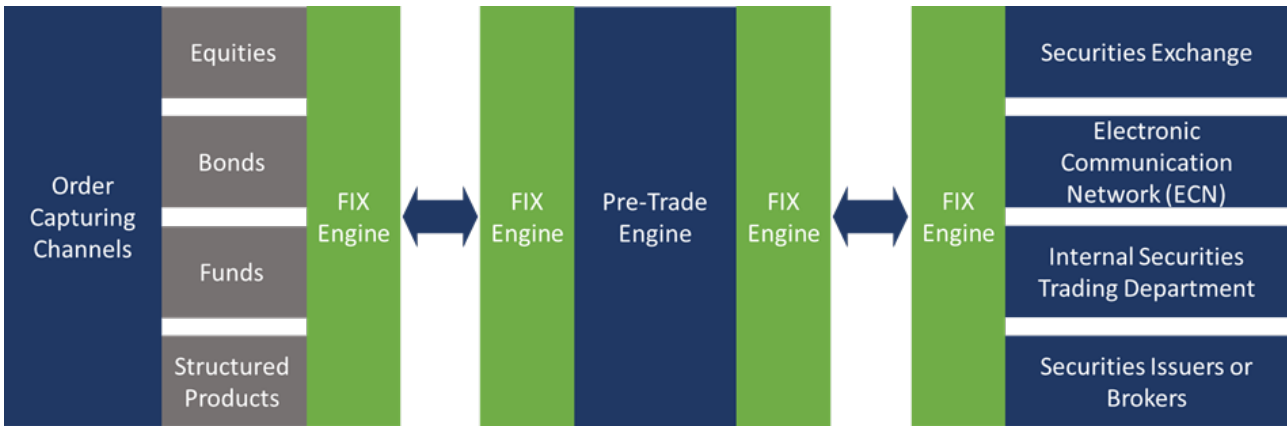 Order
Capturing
Channels
Equities
Bonds
Funds
Structured
Products
FIX
Engine
FIX
Engine
Pre-Trade
Engine
FIX
Engine
FIX
Engine
Securities Exchange
Electronic
Communication
Network (ECN)
Internal Securities
Trading Department
Securities Issuers or
Brokers